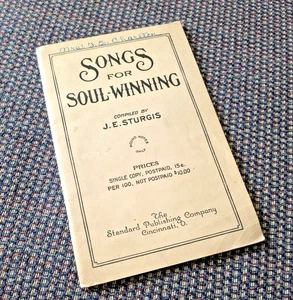 SONGS
FOR
SOUL-WINNING
COMPILED BY
J.E. STURGIS
PRICES
SINGLE COPY, POSTPAID, 15c.
PER 100, NOT POSTPAID $10.00
The
Standard Publishing Company
Cincinnati, O.